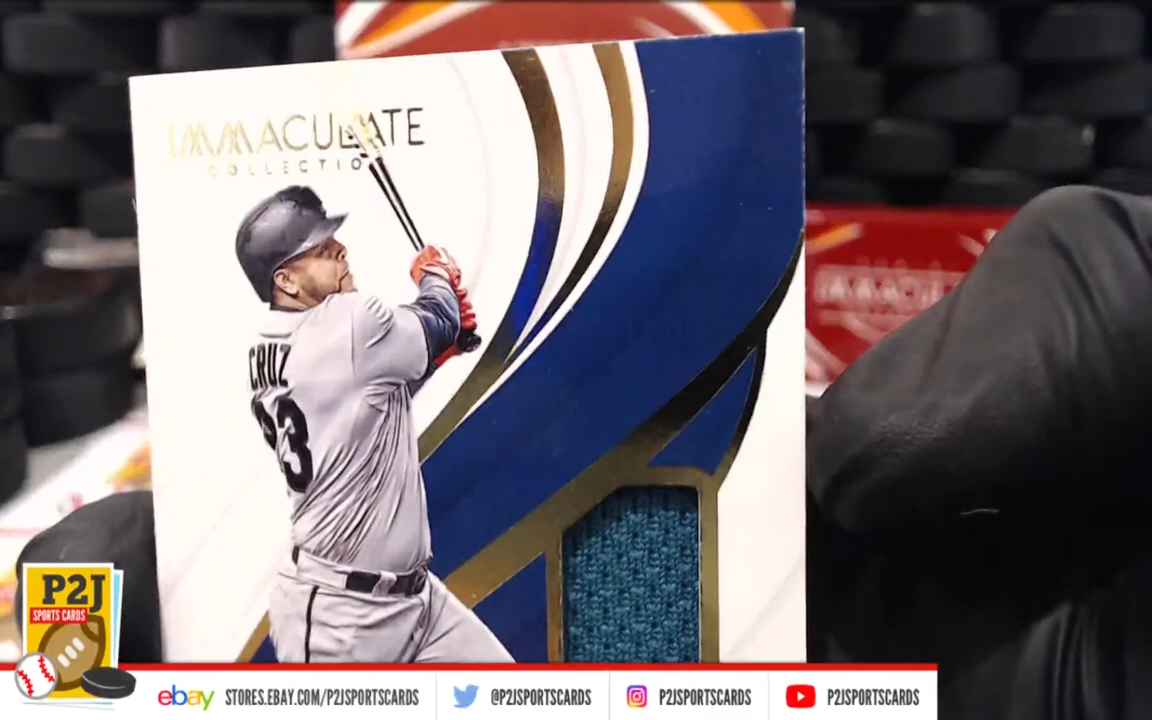 IMMACULATE
COLLECTION
CRUZ
23
P2J
SPORTS CARDS
ebay STORES.EBAY.COM/P2JSPORTSCARDS @P2JSPORTSCARDS P2JSPORTSCARDS P2JSPORTSCARDS